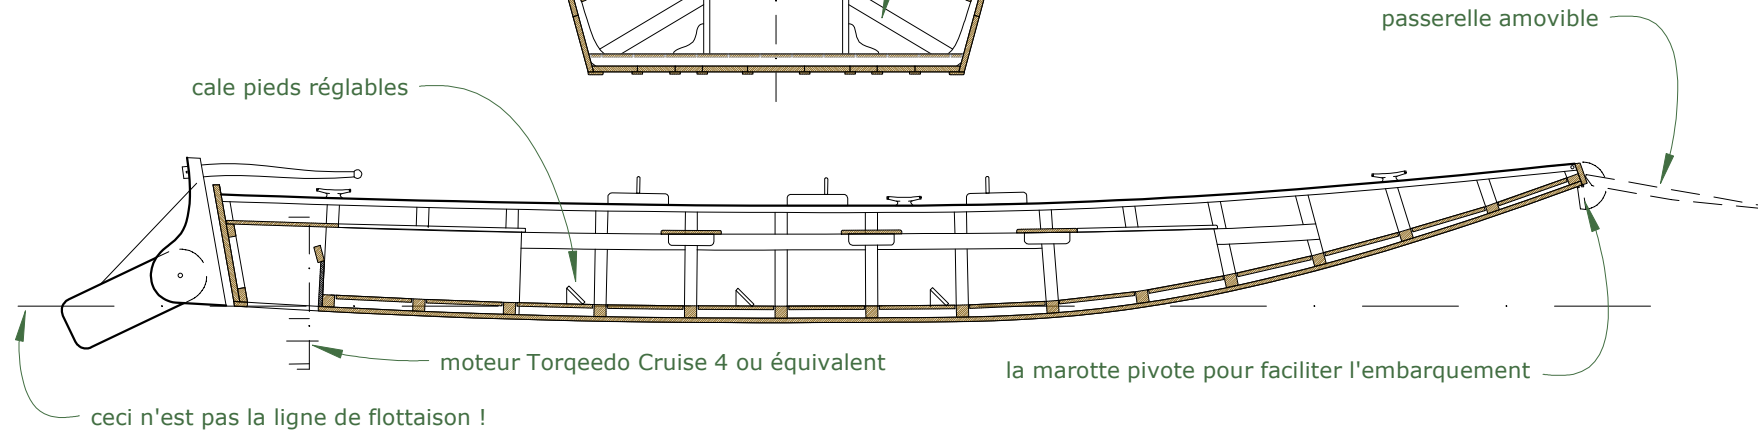 passerelle amovible
cale pieds réglables
moteur Torqeedo Cruise 4 ou équivalent
la marotte pivote pour faciliter l'embarquement
ceci n'est pas la ligne de flottaison !